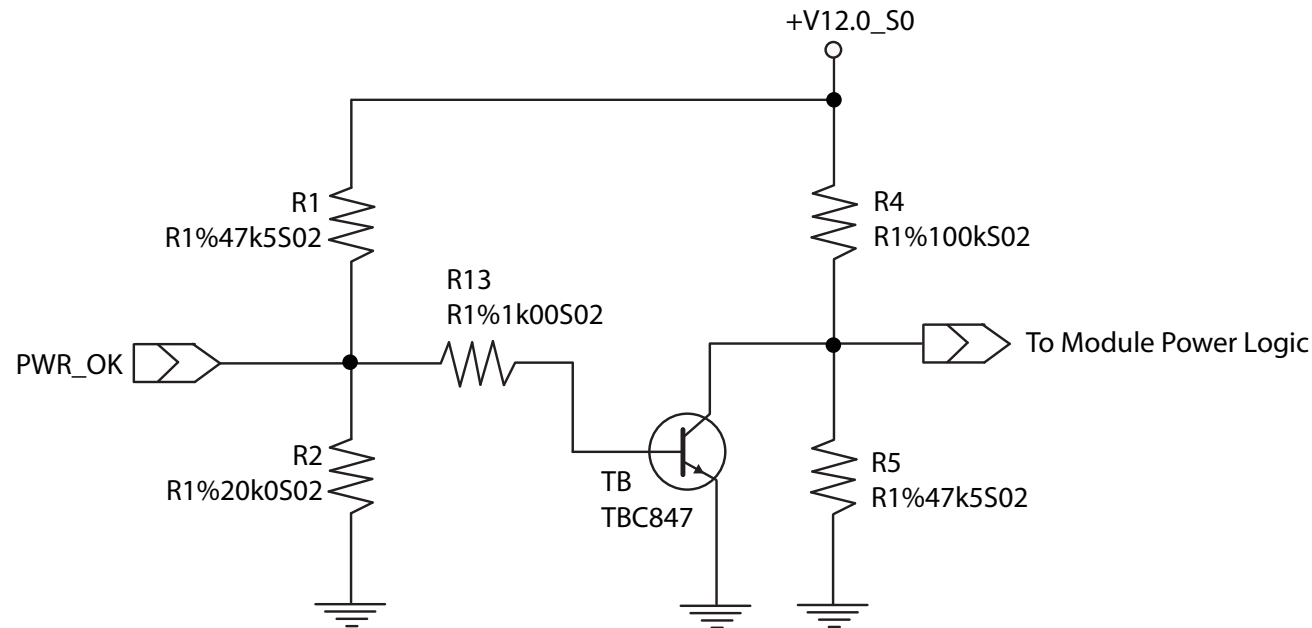 +V12.0_S0
R1
R1%47k5S02
R4
R1%100kS02
R13
R1%1k00S02
PWR_OK
To Module Power Logic
R2
R1%20k0S02
TB
TBC847
R5
R1%47k5S02